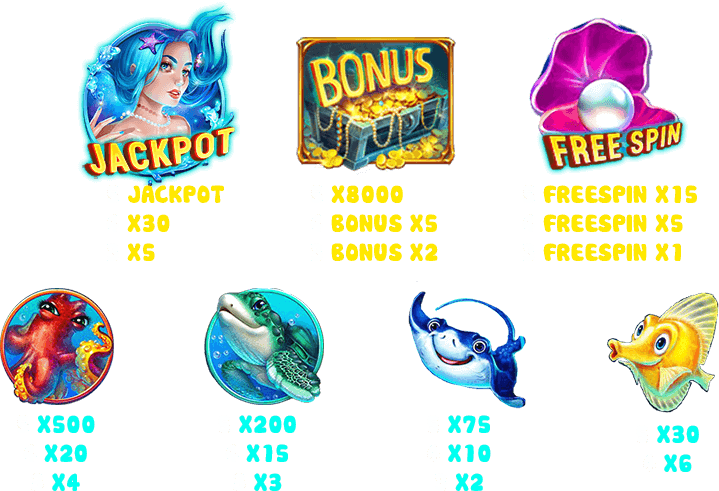 JACKPOT
BONUS
FREE SPIN
JACKPOT
X30
X5
X8000
BONUS X5
BONUS X2
FREESPIN X15
FREESPIN X5
FREESPIN X1
X500
X20
X4
X200
X15
X3
X75
X10
X2
X30
X6